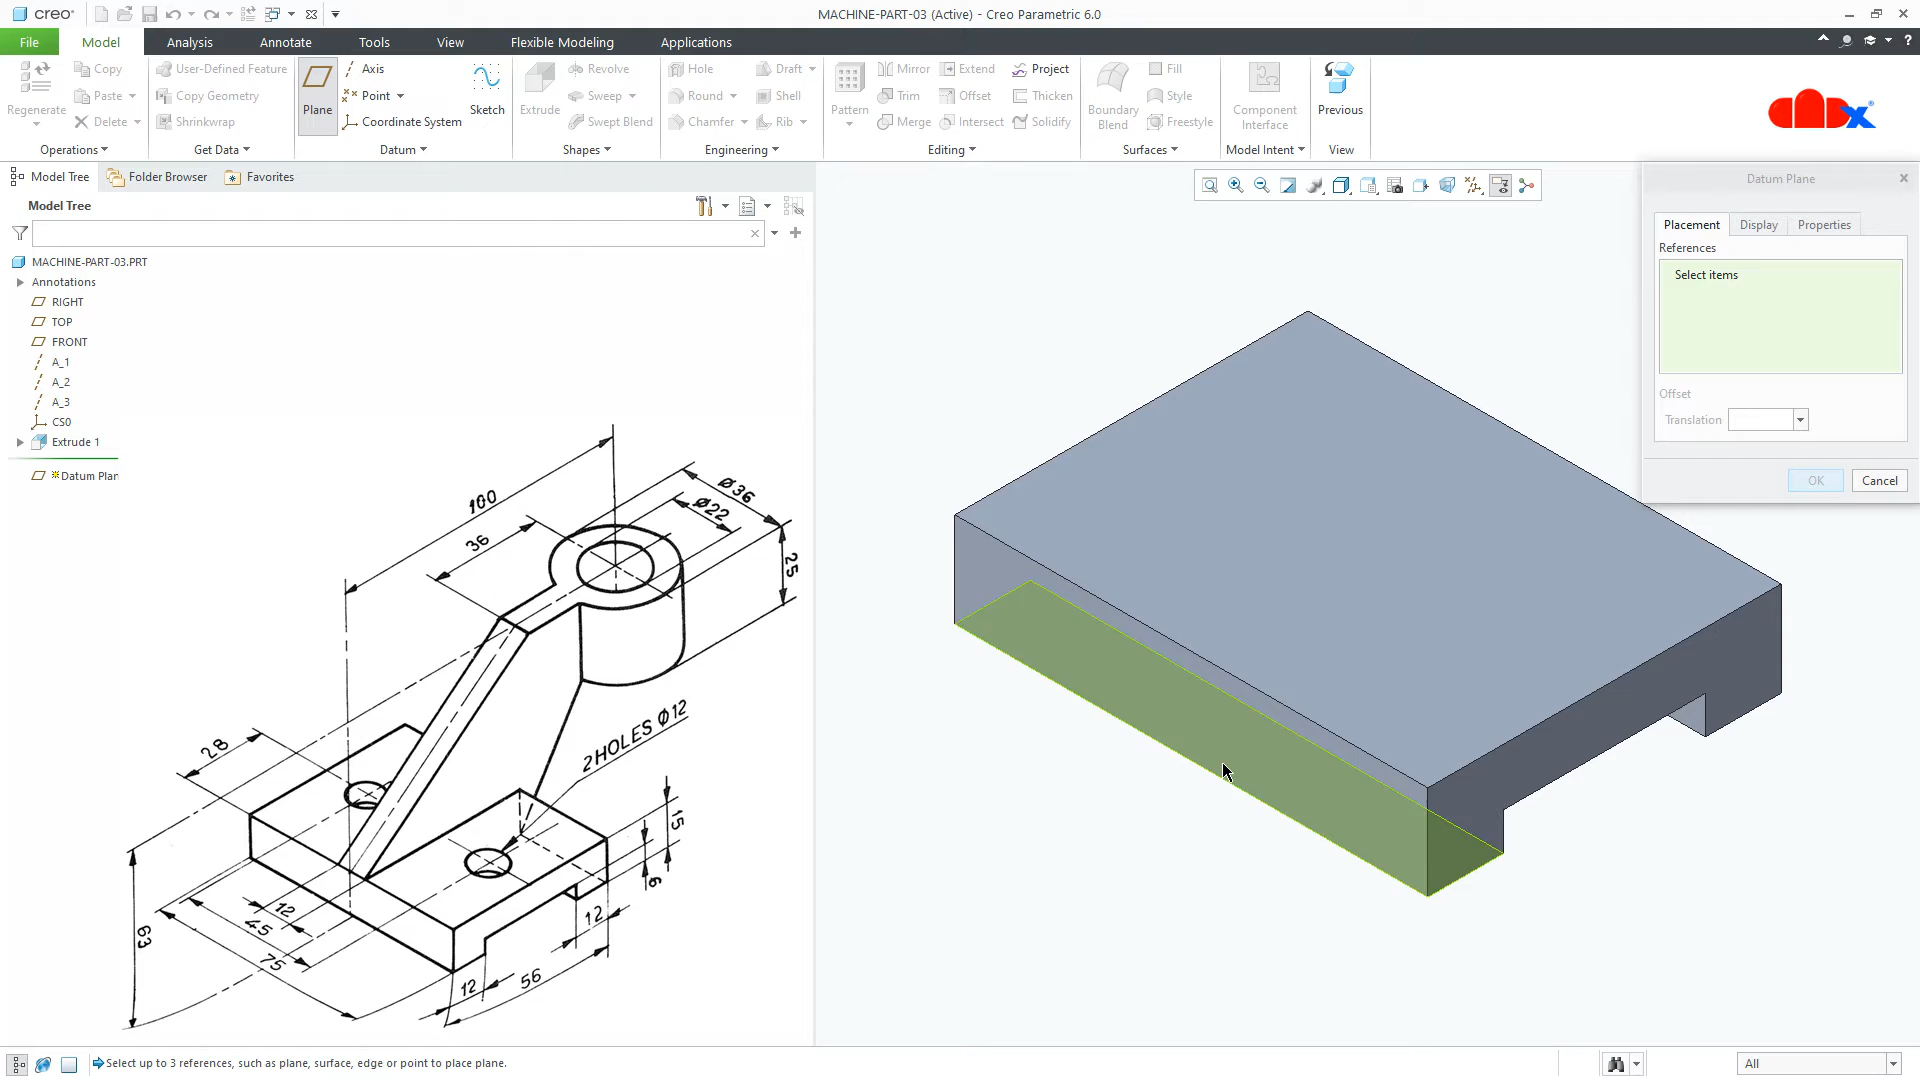 creo°
MACHINE-PART-03 (Active) - Creo Parametric 6.0
File
Model
Analysis
Annotate
Tools
View
Flexible Modeling
Applications
Regenerate
Copy
Paste
Delete
Operations
User-Defined Feature
Copy Geometry
Shrinkwrap
Get Data
Plane
Axis
Point
Coordinate System
Sketch
Datum
Extrude
Revolve
Sweep
Swept Blend
Shapes
Hole
Round
Chamfer
Draft
Shell
Rib
Engineering
Pattern
Mirror
Trim
Merge
Extend
Offset
Intersect
Project
Thicken
Solidify
Editing
Boundary
Blend
Fill
Style
Freestyle
Surfaces
Component
Interface
Model Intent
Previous
View
Model Tree
Folder Browser
Favorites
Model Tree
MACHINE-PART-03.PRT
Annotations
RIGHT
TOP
FRONT
A_1
A_2
A_3
CS0
Extrude 1
Datum Plan
100
36
Ø36
Ø22
25
28
2HOLES Ø12
15
6
12
63
12
45
75
12
56
Datum Plane
Placement
Display
Properties
References
Select items
Offset
Translation
OK
Cancel
Select up to 3 references, such as plane, surface, edge or point to place plane.
All